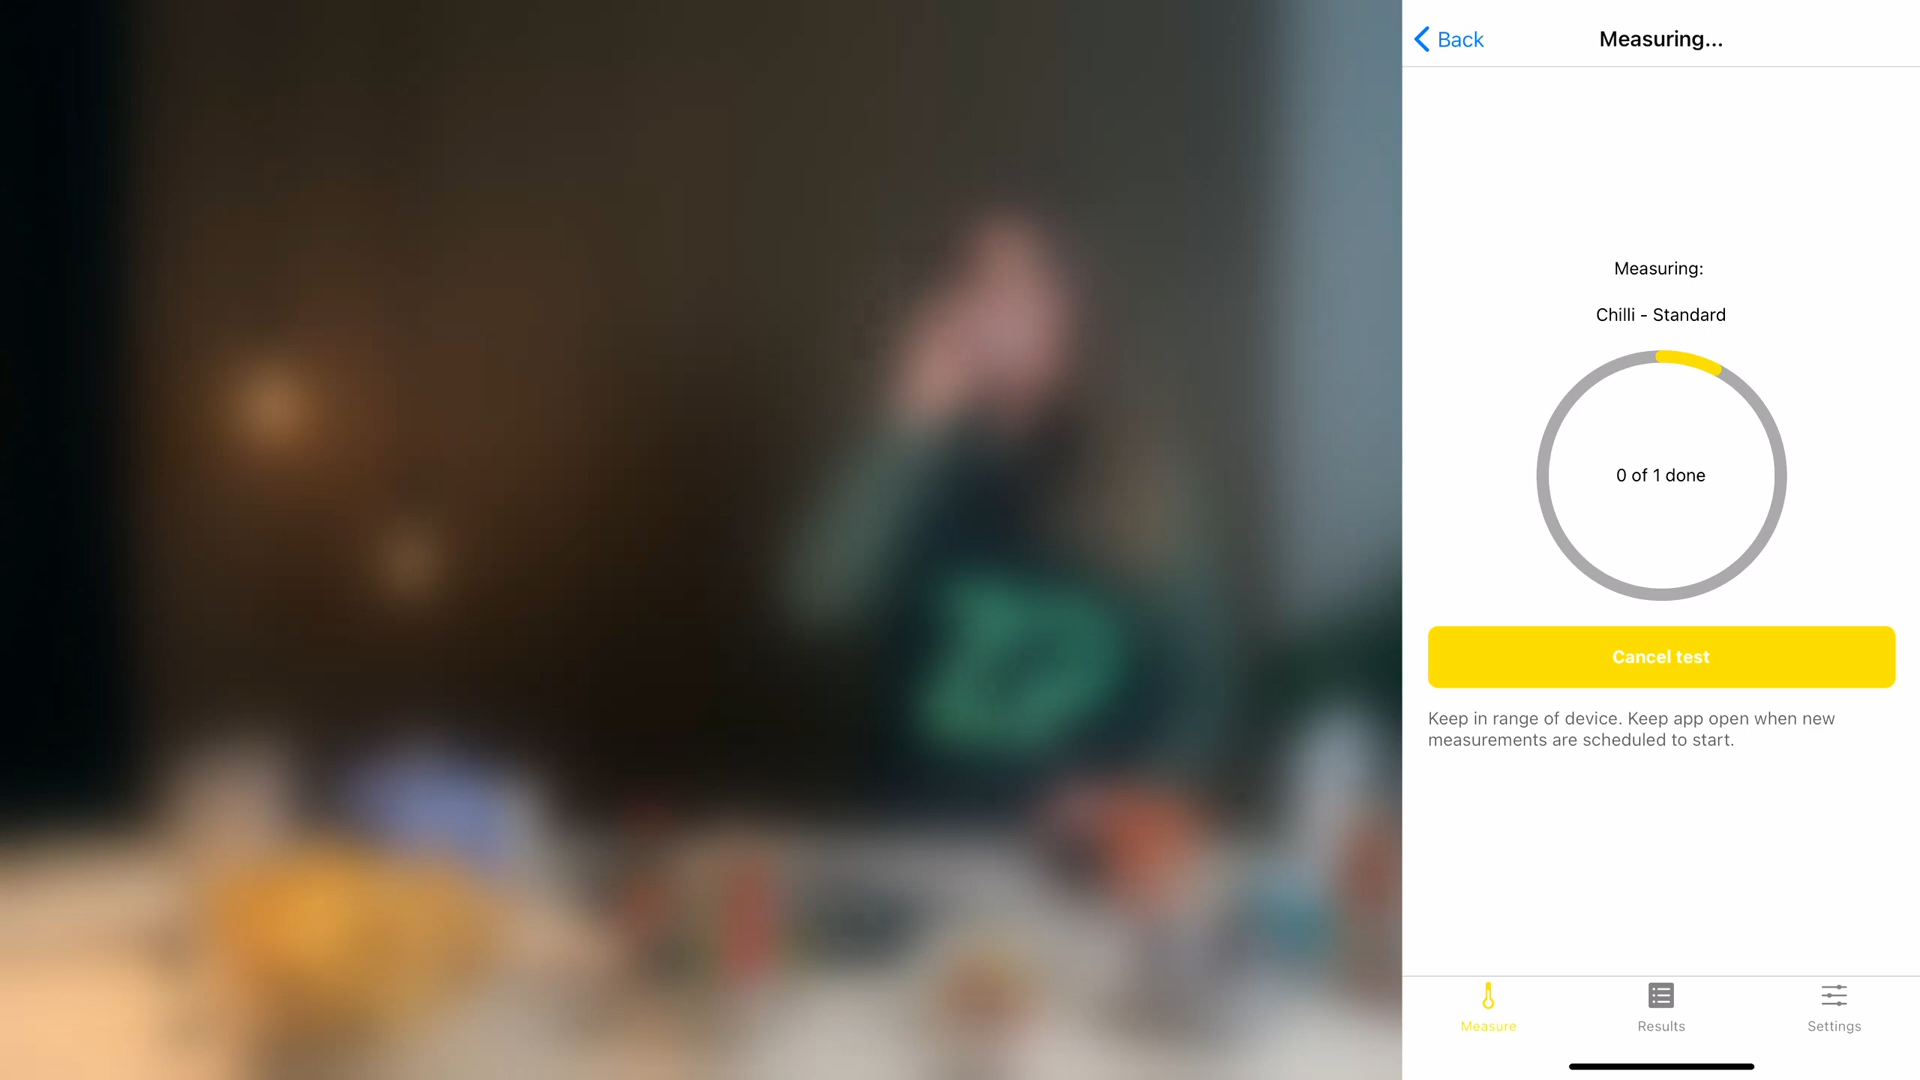 Back
Measuring...
Measuring:
Chilli - Standard
0 of 1 done
Cancel test
Keep in range of device. Keep app open when new
measurements are scheduled to start.
Measure
Results
Settings